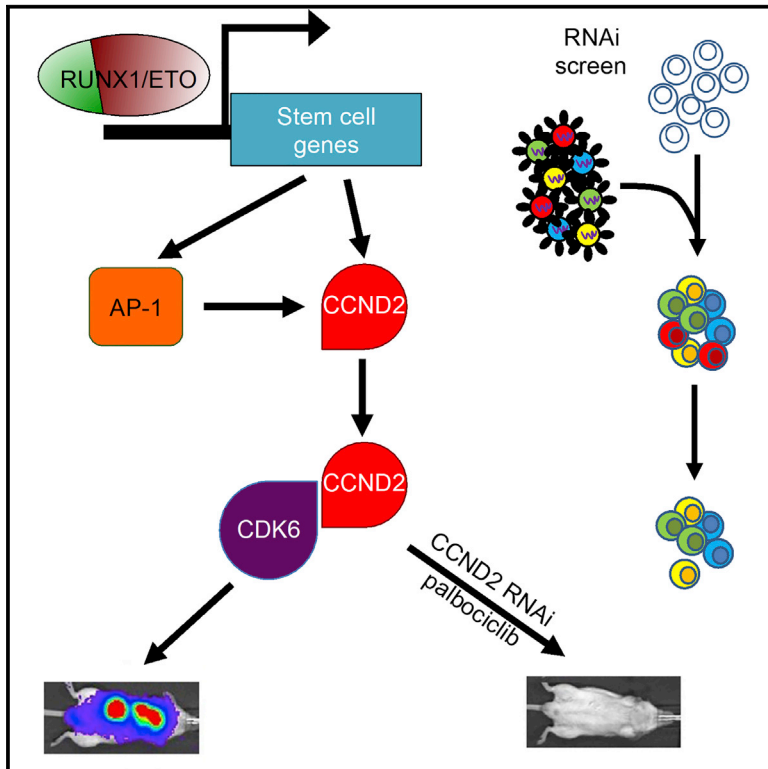 RUNX1/ETO
Stem cell
genes
AP-1
CCND2
CCND2
CDK6
CCND2 RNAi
palbociclib
RNAi
screen